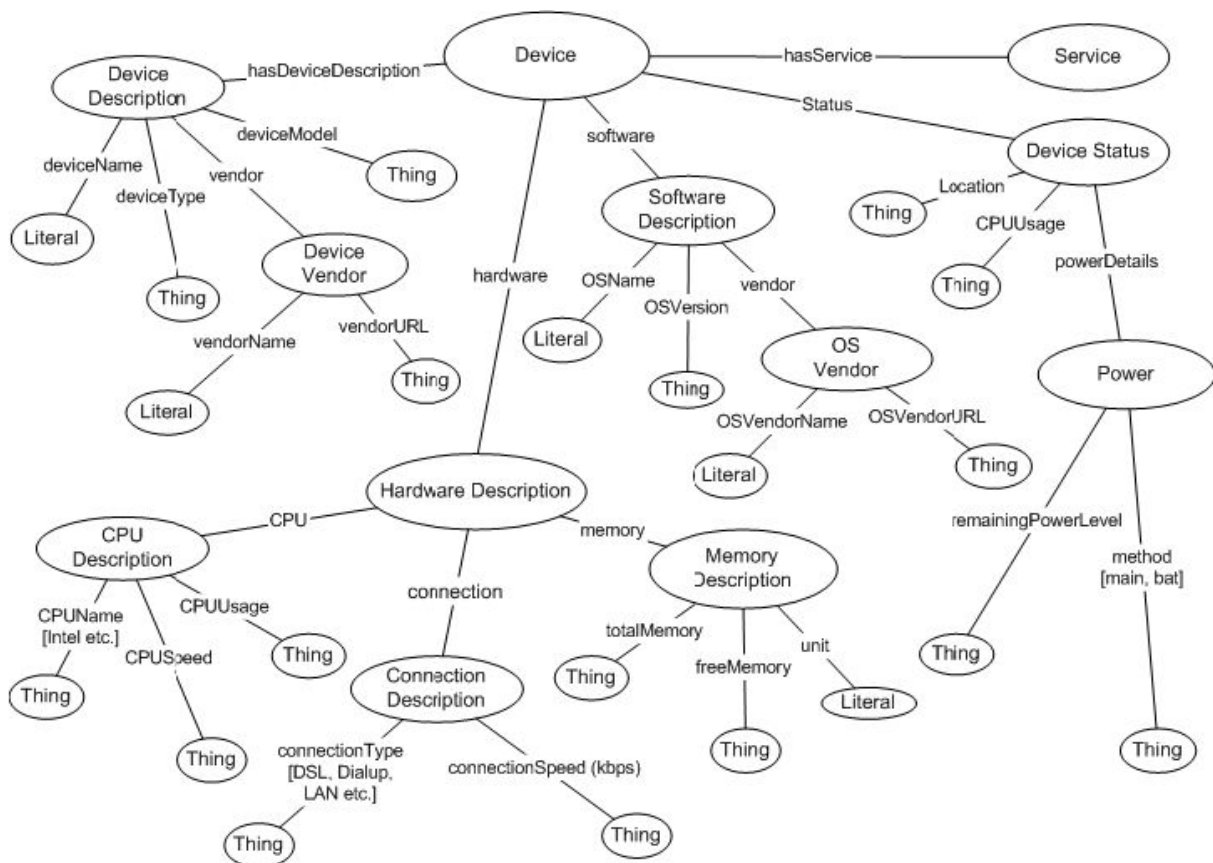 Device
hasService
Service
hasDeviceDescription
Device
Description
Status
deviceModel
software
Device Status
deviceName
vendor
deviceType
Thing
Location
Thing
Software
Description
CPUUsage
Literal
Device
Vendor
powerDetails
hardware
OSName
vendor
Thing
Thing
OSVersion
vendorURL
vendorName
Literal
OS
Vendor
Thing
Thing
Power
Literal
OSVendorName
OSVendorURL
Literal
Thing
Hardware Description
CPU
memory
remainingPowerLevel
CPU
Description
Memory
Description
method
[main, bat]
connection
CPUName
[Intel etc.]
CPUUsage
totalMemory
unit
CPUSpeed
Thing
freeMemory
Thing
Thing
Thing
Connection
Description
Literal
Thing
Thing
Thing
connectionType
[DSL, Dialup,
LAN etc.]
connectionSpeed (kbps)
Thing
Thing